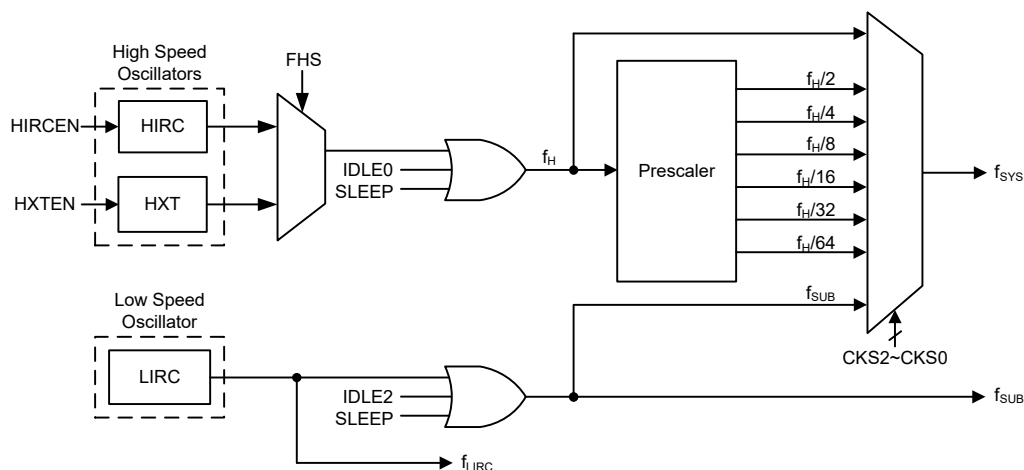 High Speed
Oscillators
FHS
HIRCEN
HIRC
HXTEN
HXT
IDLE0
SLEEP
fH
Prescaler
fH/2
fH/4
fH/8
fH/16
fH/32
fH/64
fSUB
fSYS
CKS2~CKS0
Low Speed
Oscillator
LIRC
IDLE2
SLEEP
fSUB
fLIRC